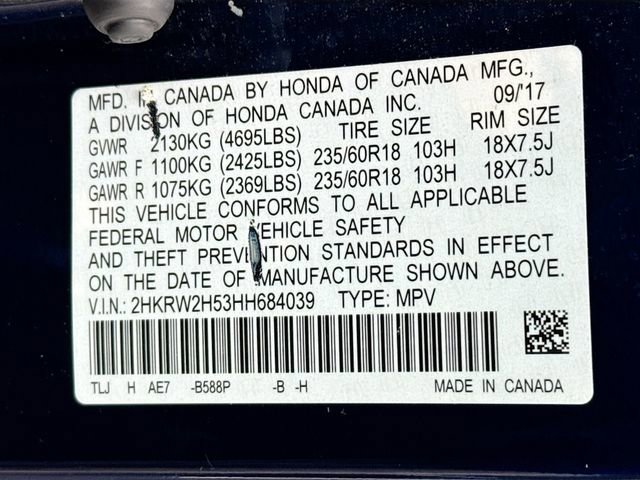 MFD. IN CANADA BY HONDA OF CANADA MFG.,
A DIVISION OF HONDA CANADA INC. 09/'17
GWWR 2130KG (4695LBS) TIRE SIZE RIM SIZE
GAWR F 1100KG (2425LBS) 235/60R18 103H 18X7.5J
GAWR R 1075KG (2369LBS) 235/60R18 103H 18X7.5J
THIS VEHICLE CONFORMS TO ALL APPLICABLE
FEDERAL MOTOR VEHICLE SAFETY
AND THEFT PREVENTION STANDARDS IN EFFECT
ON THE DATE OF MANUFACTURE SHOWN ABOVE.
V.I.N.: 2HKRW2H53HH684039 TYPE: MPV
TLJ H AE7 -B588P -B -H MADE IN CANADA